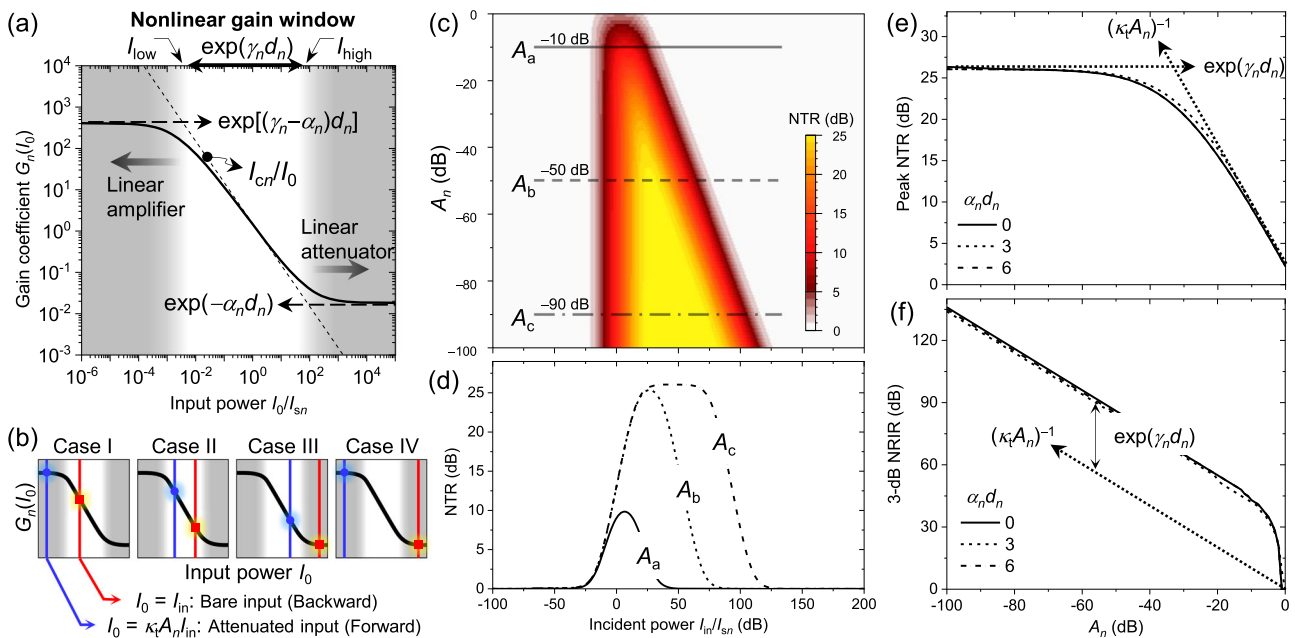 (a)
Nonlinear gain window
I_low exp(γ_n d_n) I_high
10^4
10^3
10^2
10^1
10^0
10^-1
10^-2
10^-3
Gain coefficient G_n(I_0)
exp[(γ_n−α_n)d_n]
I_cn/I_0
Linear
amplifier
Linear
attenuator
exp(−α_n d_n)
10^-6 10^-4 10^-2 10^0 10^2 10^4
Input power I_0/I_sn
(b)
Case I Case II Case III Case IV
G_n(I_0)
Input power I_0
I_0 = I_in: Bare input (Backward)
I_0 = κ_t A_n I_in: Attenuated input (Forward)
(c)
0
−20
−40
−60
−80
−100
A_n (dB)
A_a −10 dB
A_b −50 dB
A_c −90 dB
NTR (dB)
25
20
15
10
5
0
(d)
25
20
15
10
5
0
NTR (dB)
A_a
A_b
A_c
-100 -50 0 50 100 150 200
Incident power I_in/I_sn (dB)
(e)
(κ_t A_n)^−1
exp(γ_n d_n)
30
25
20
15
10
5
0
Peak NTR (dB)
α_n d_n
0
3
6
(f)
120
90
60
30
0
3-dB NRIR (dB)
(κ_t A_n)^−1
exp(γ_n d_n)
α_n d_n
0
3
6
-100 -80 -60 -40 -20 0
A_n (dB)